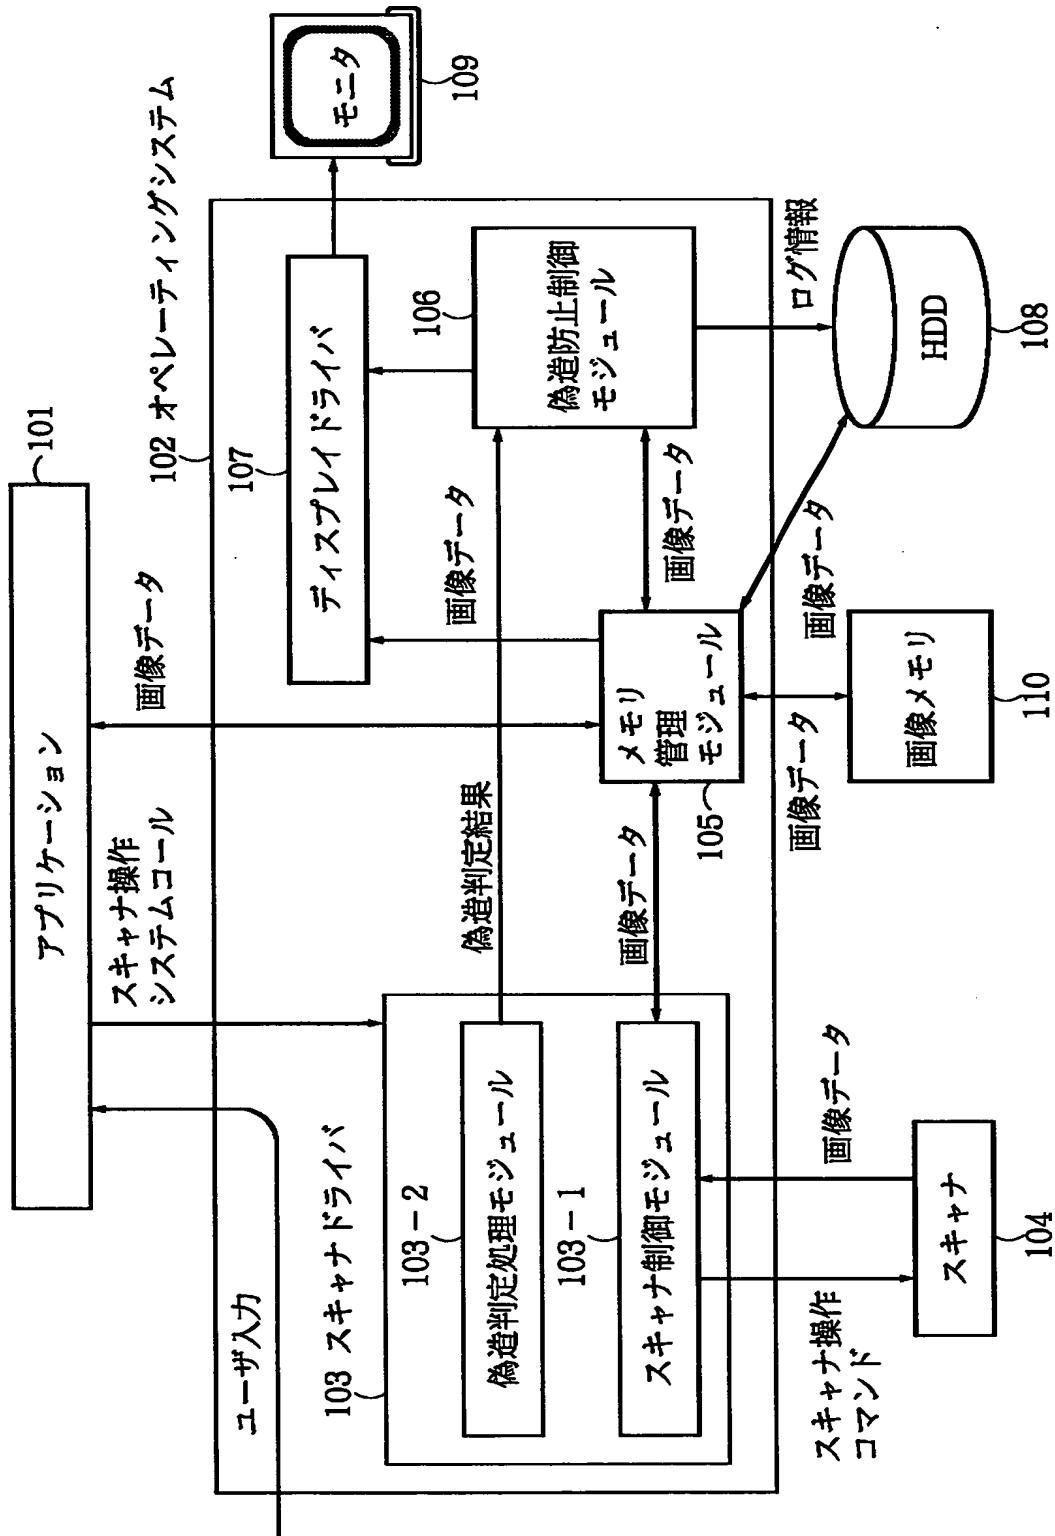 アプリケーション
101
ユーザ入力
スキャナ操作
システムコール
画像データ
102 オペレーティングシステム
103 スキャナドライバ
103-2
偽造判定処理モジュール
103-1
スキャナ制御モジュール
偽造判定結果
画像データ
107
ディスプレイドライバ
画像データ
メモリ
管理
モジュール
105
画像データ
106
偽造防止制御
モジュール
モニタ
109
スキャナ操作
コマンド
画像データ
スキャナ
104
画像データ
画像メモリ
110
画像データ
ログ情報
HDD
108